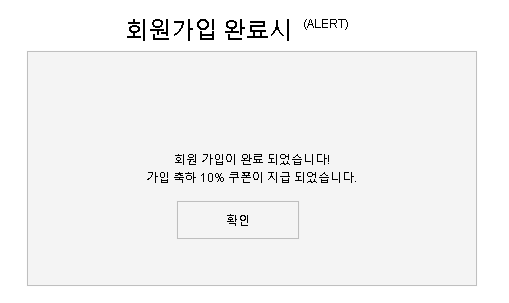 회원가입 완료시 (ALERT)
회원 가입이 완료 되었습니다!
가입 축하 10% 쿠폰이 지급 되었습니다.
확인